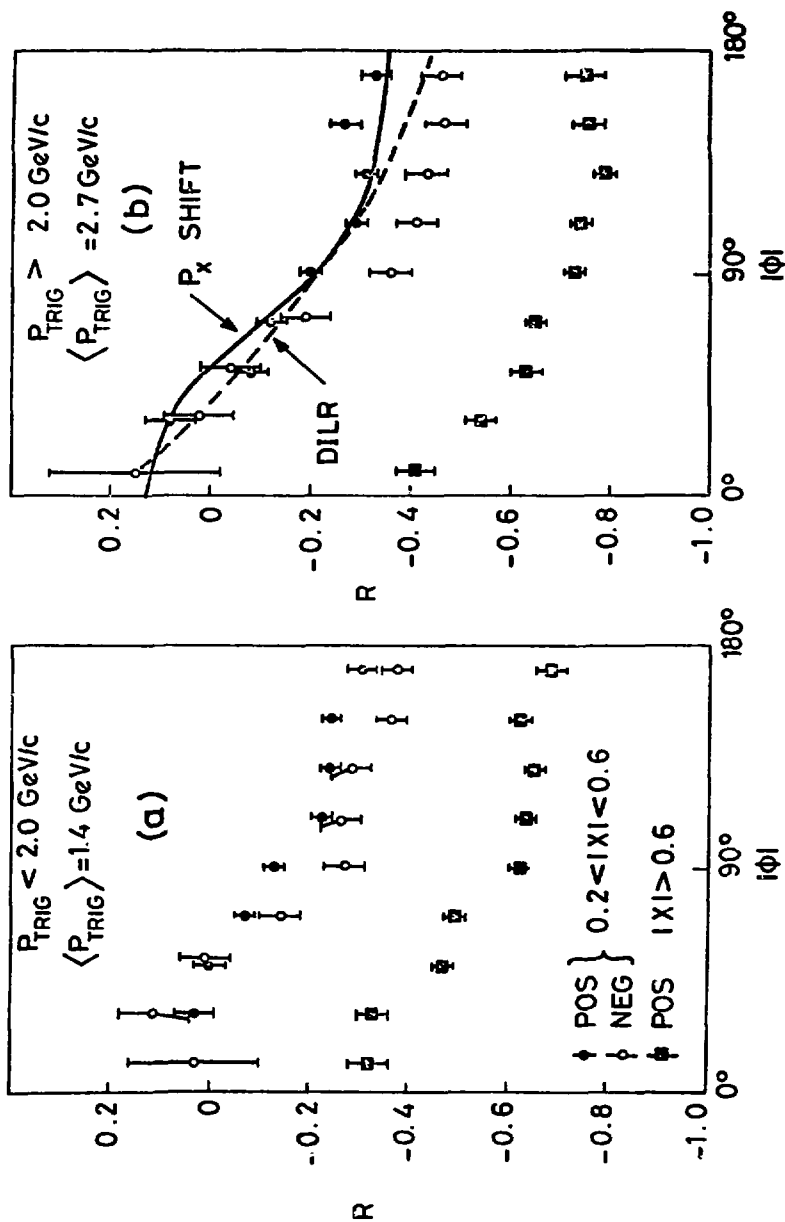 P_TRIG < 2.0 GeV/c
⟨P_TRIG⟩ = 1.4 GeV/c
(a)
R
0.2
0
-0.2
-0.4
-0.6
-0.8
-1.0
0°
90°
180°
|ϕ|
POS
NEG
0.2<|X|<0.6
POS |X|>0.6
P_TRIG > 2.0 GeV/c
⟨P_TRIG⟩ = 2.7 GeV/c
(b)
P_X SHIFT
DILR
R
0.2
0
-0.2
-0.4
-0.6
-0.8
-1.0
0°
90°
180°
|ϕ|